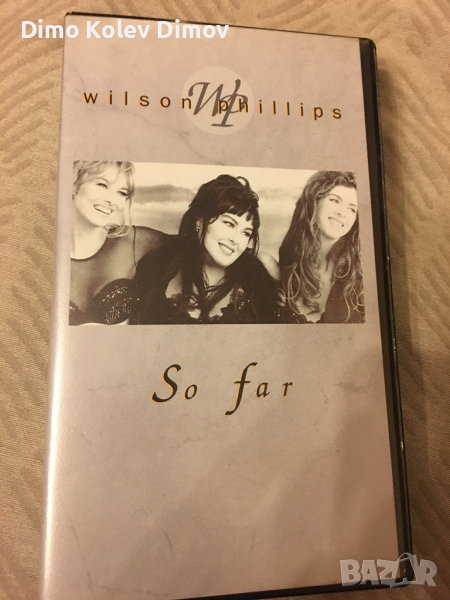 Dimo Kolev Dimov
wilson phillips
WP
So far
BAZAR